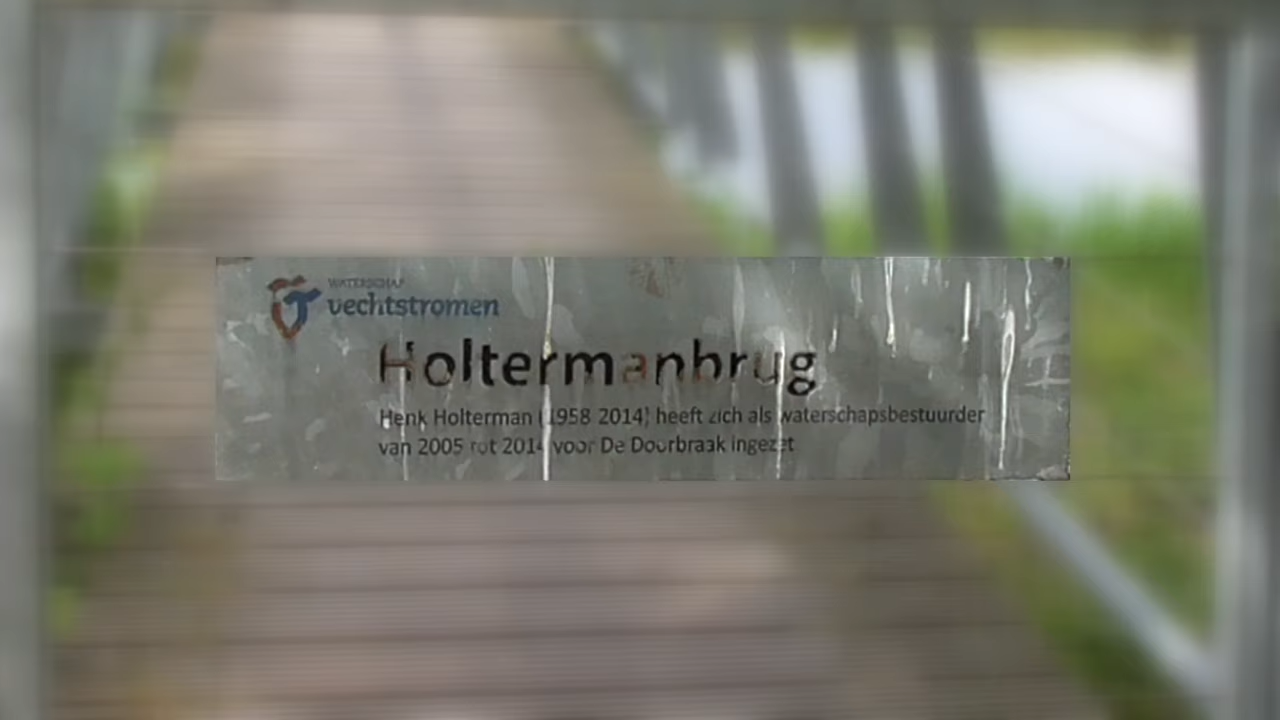 WATERSCHAP
vechtstromen
Holtermanbrug
Henk Holterman (1958 2014) heeft zich als waterschapsbestuurder
van 2005 tot 2014 voor De Doorbraak ingezet